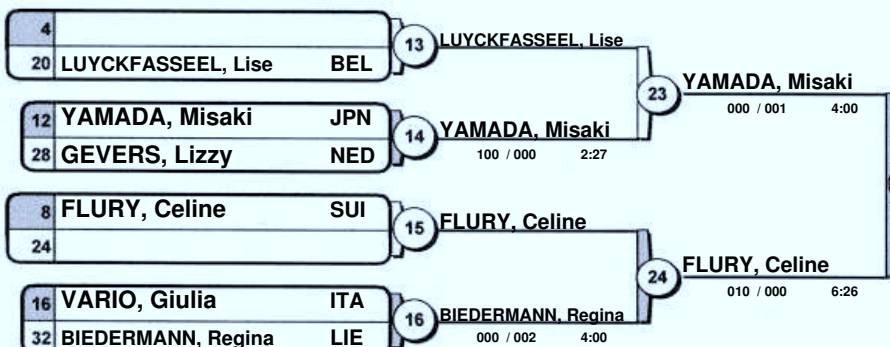 4
20 LUYCKFASSEEL, Lise BEL
13
LUYCKFASSEEL, Lise
12 YAMADA, Misaki JPN
28 GEVERS, Lizzy NED
14
YAMADA, Misaki
100 / 000 2:27
23
YAMADA, Misaki
000 / 001 4:00
8 FLURY, Celine SUI
24
15
FLURY, Celine
16 VARIO, Giulia ITA
32 BIEDERMANN, Regina LIE
16
BIEDERMANN, Regina
000 / 002 4:00
24
FLURY, Celine
010 / 000 6:26